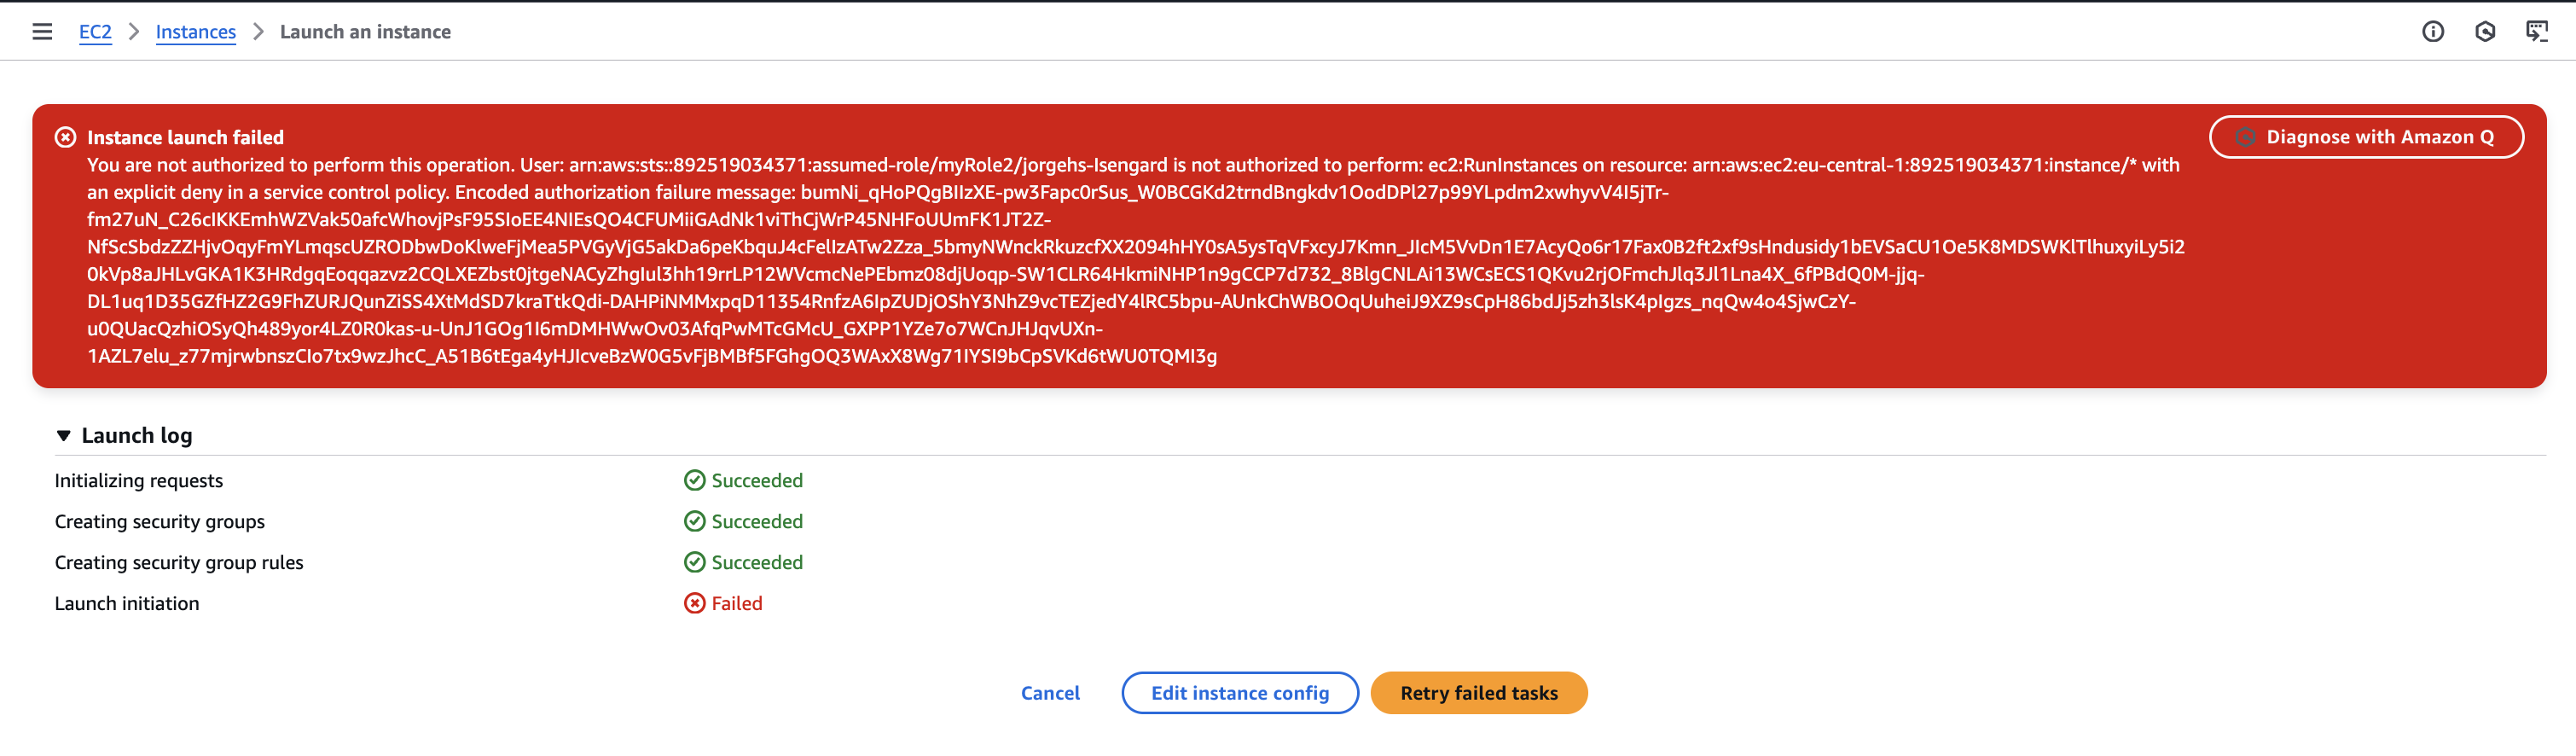 EC2 > Instances > Launch an instance
Instance launch failed
Diagnose with Amazon Q
You are not authorized to perform this operation. User: arn:aws:sts::892519034371:assumed-role/myRole2/jorgehs-Isengard is not authorized to perform: ec2:RunInstances on resource: arn:aws:ec2:eu-central-1:892519034371:instance/* with
an explicit deny in a service control policy. Encoded authorization failure message: bumNi_qHoPQgBIIzXE-pw3Fapc0rSus_W0BCGKd2trndBngkdv1OodDPl27p99YLpdm2xwhyvV4I5jTr-
fm27uN_C26cIKKEmhWZVak50afcWhovjPsF95SIoEE4NIEsQO4CFUMiiGAdNk1viThCjWrP45NHFoUUmFK1JT2Z-
NfScSbdzZZHjvOqyFmYLmqscUZRODbwDoKlweFjMea5PVGyVjG5akDa6peKbquJ4cFelIzATw2Zza_5bmyNWnckRkuzcfXX2094hHY0sA5ysTqVFxcyJ7Kmn_JIcM5VvDn1E7AcyQo6r17Fax0B2ft2xf9sHndusidy1bEVSaCU1Oe5K8MDSWKlTlhuxyiLy5i2
0kVp8aJHLvGKA1K3HRdgqEoqqazvz2CQLXEZbst0jtgeNACyZhgIul3hh19rrLP12WVcmcNePEbmz08djUoqp-SW1CLR64HkmiNHP1n9gCCP7d732_8BlgCNLAi13WCsECS1QKvu2rjOFmchJlq3Jl1Lna4X_6fPBdQ0M-jjq-
DL1uq1D35GZfHZ2G9FhZURJQunZiSS4XtMdSD7kraTtkQdi-DAHPiNMMxpqD11354RnfzA6IpZUDjOShY3NhZ9vcTEZjedY4lRC5bpu-AUnkChWBOOqUuheiJ9XZ9sCpH86bdJj5zh3lsK4pIgzs_nqQw4o4SjwCzY-
u0QUacQzhiOSyQh489yor4LZ0R0kas-u-UnJ1GOg1I6mDMHWwOv03AfqPwMTcGMcU_GXPP1YZe7o7WCnJHJqvUXn-
1AZL7elu_z77mjrwbnszCIo7tx9wzJhcC_A51B6tEga4yHJIcveBzW0G5vFjBMBf5FGhgOQ3WAxX8Wg71IYSI9bCpSVKd6tWU0TQMI3g
Launch log
Initializing requests Succeeded
Creating security groups Succeeded
Creating security group rules Succeeded
Launch initiation Failed
Cancel Edit instance config Retry failed tasks